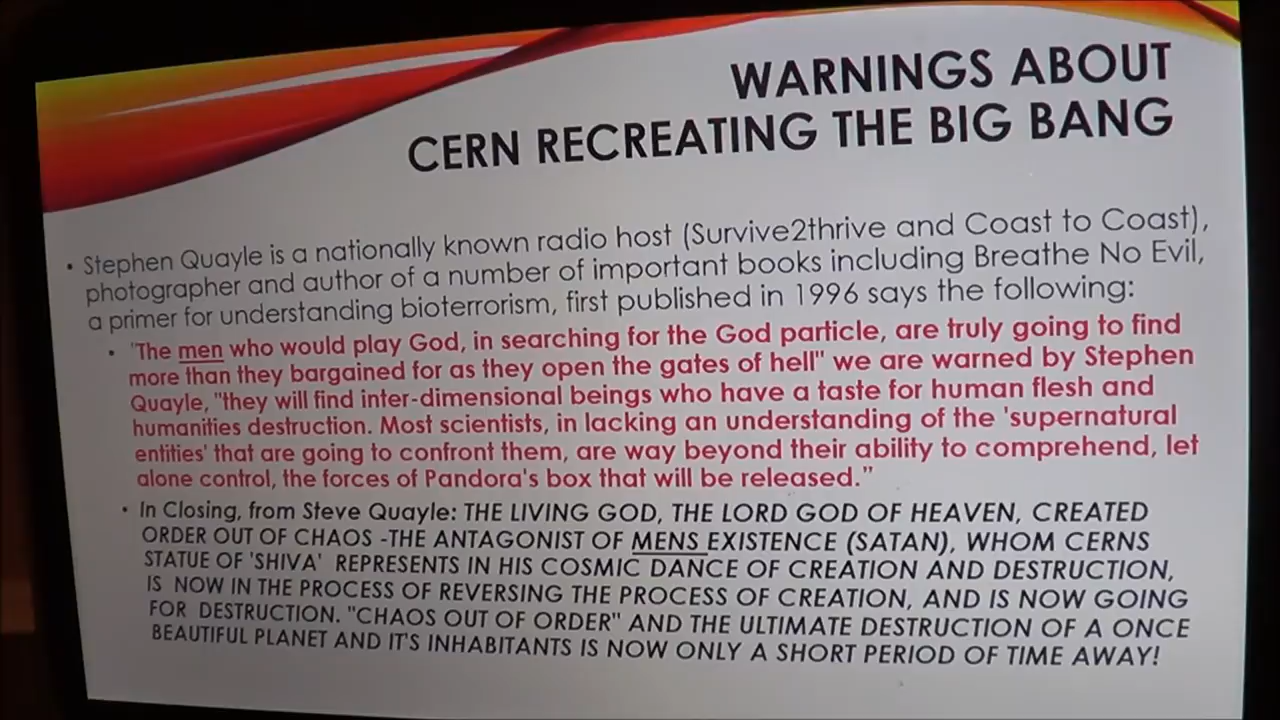 WARNINGS ABOUT
CERN RECREATING THE BIG BANG
• Stephen Quayle is a nationally known radio host (Survive2thrive and Coast to Coast),
photographer and author of a number of important books including Breathe No Evil,
a primer for understanding bioterrorism, first published in 1996 says the following:
• "The men who would play God, in searching for the God particle, are truly going to find
more than they bargained for as they open the gates of hell" we are warned by Stephen
Quayle, "they will find inter-dimensional beings who have a taste for human flesh and
humanities destruction. Most scientists, in lacking an understanding of the 'supernatural
entities' that are going to confront them, are way beyond their ability to comprehend, let
alone control, the forces of Pandora's box that will be released."
• In Closing, from Steve Quayle: THE LIVING GOD, THE LORD GOD OF HEAVEN, CREATED
ORDER OUT OF CHAOS -THE ANTAGONIST OF MENS EXISTENCE (SATAN), WHOM CERNS
STATUE OF 'SHIVA' REPRESENTS IN HIS COSMIC DANCE OF CREATION AND DESTRUCTION,
IS NOW IN THE PROCESS OF REVERSING THE PROCESS OF CREATION, AND IS NOW GOING
FOR DESTRUCTION. "CHAOS OUT OF ORDER" AND THE ULTIMATE DESTRUCTION OF A ONCE
BEAUTIFUL PLANET AND IT'S INHABITANTS IS NOW ONLY A SHORT PERIOD OF TIME AWAY!